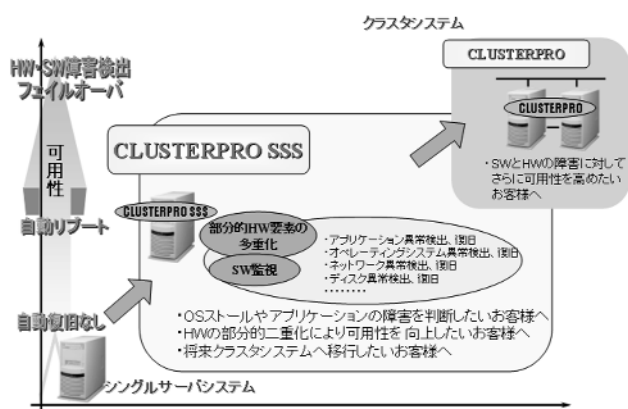 クラスタシステム
CLUSTERPRO
CLUSTERPRO
・SWとHWの障害に対して
さらに可用性を高めたい
お客様へ
HW・SW障害検出
フェイルオーバ
可用性
自動リブート
自動復旧なし
CLUSTERPRO SSS
CLUSTERPRO SSS
部分的HW要素の
多重化
SW監視
・アプリケーション異常検出、復旧
・オペレーティングシステム異常検出、復旧
・ネットワーク異常検出、復旧
・ディスク異常検出、復旧
・・・・・・・・
・OSストールやアプリケーションの障害を判断したいお客様へ
・HWの部分的二重化により可用性を向上したいお客様へ
・将来クラスタシステムへ移行したいお客様へ
シングルサーバシステム